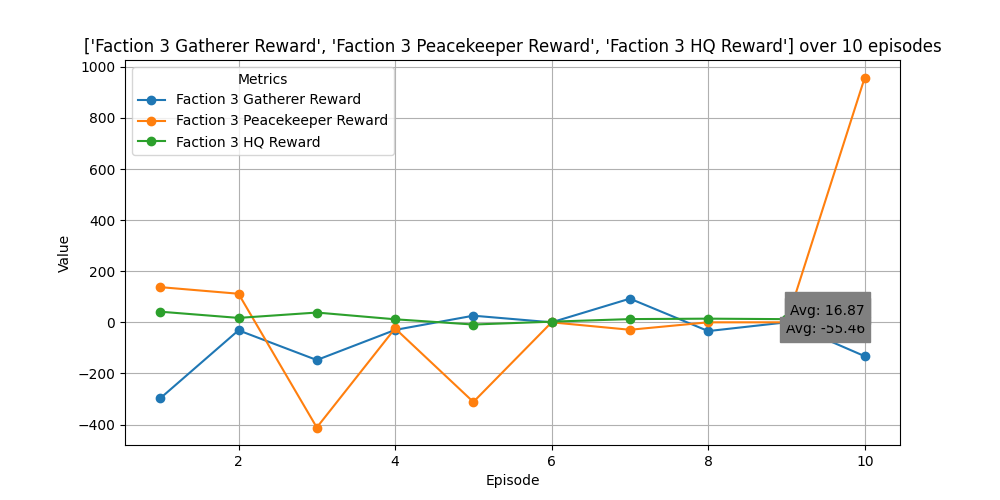 ['Faction 3 Gatherer Reward', 'Faction 3 Peacekeeper Reward', 'Faction 3 HQ Reward'] over 10 episodes
Metrics
Faction 3 Gatherer Reward
Faction 3 Peacekeeper Reward
Faction 3 HQ Reward
1000
800
600
400
200
0
−200
−400
Value
Avg: 16.87
Avg: -55.46
2
4
6
8
10
Episode